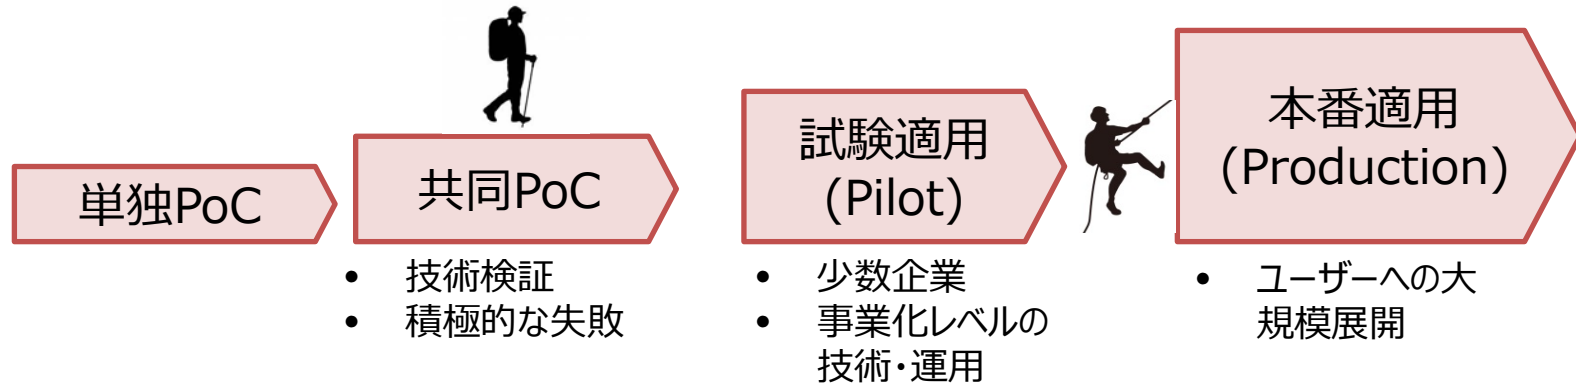 単独PoC
共同PoC
• 技術検証
• 積極的な失敗
試験適用
(Pilot)
• 少数企業
• 事業化レベルの
技術・運用
本番適用
(Production)
• ユーザーへの大
規模展開